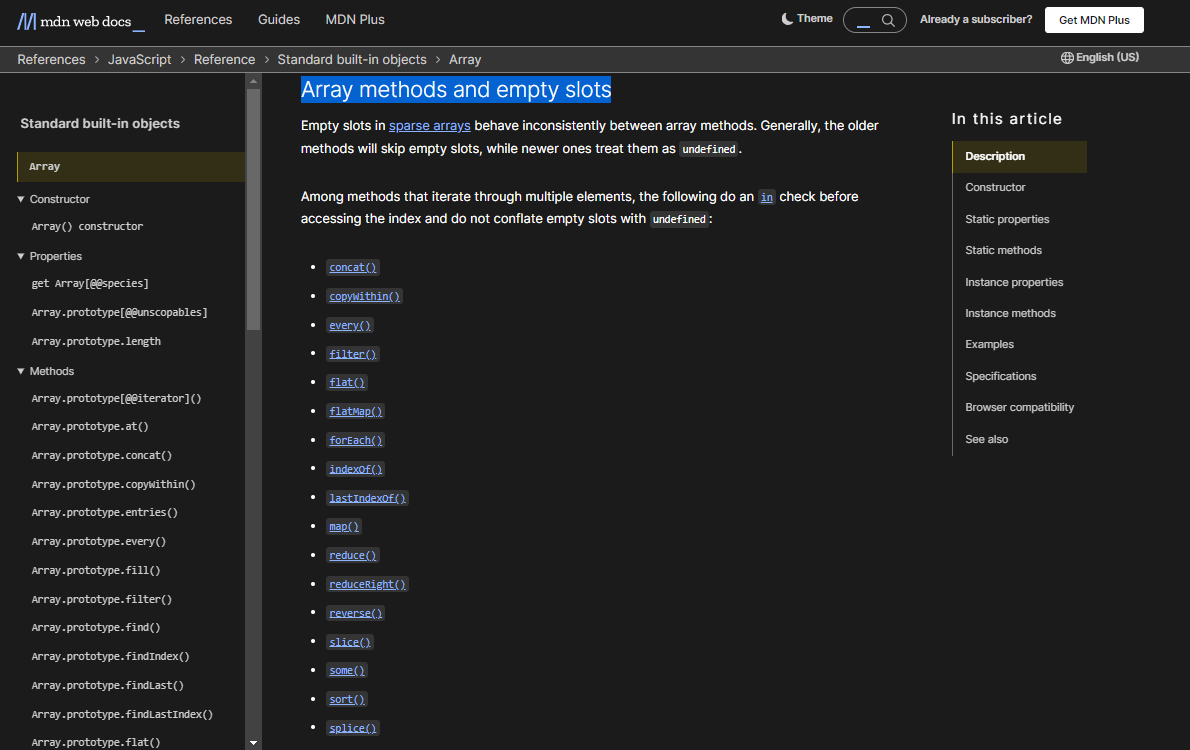 mdn web docs_
References
Guides
MDN Plus
Theme
Already a subscriber?
Get MDN Plus
References > JavaScript > Reference > Standard built-in objects > Array
English (US)
Standard built-in objects
Array
▼ Constructor
Array() constructor
▼ Properties
get Array[@@species]
Array.prototype[@@unscopables]
Array.prototype.length
▼ Methods
Array.prototype[@@iterator]()
Array.prototype.at()
Array.prototype.concat()
Array.prototype.copyWithin()
Array.prototype.entries()
Array.prototype.every()
Array.prototype.fill()
Array.prototype.filter()
Array.prototype.find()
Array.prototype.findIndex()
Array.prototype.findLast()
Array.prototype.findLastIndex()
Array.prototype.flat()
Array methods and empty slots
Empty slots in sparse arrays behave inconsistently between array methods. Generally, the older
methods will skip empty slots, while newer ones treat them as undefined.
Among methods that iterate through multiple elements, the following do an in check before
accessing the index and do not conflate empty slots with undefined:
• concat()
• copyWithin()
• every()
• filter()
• flat()
• flatMap()
• forEach()
• indexOf()
• lastIndexOf()
• map()
• reduce()
• reduceRight()
• reverse()
• slice()
• some()
• sort()
• splice()
In this article
Description
Constructor
Static properties
Static methods
Instance properties
Instance methods
Examples
Specifications
Browser compatibility
See also